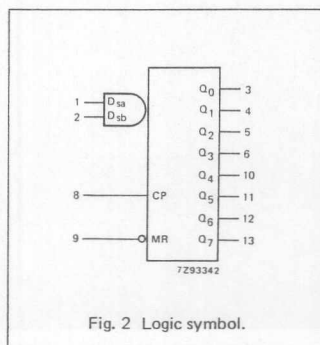 1 Dsa
2 Dsb
8 CP
9 MR
Q0 3
Q1 4
Q2 5
Q3 6
Q4 10
Q5 11
Q6 12
Q7 13
7Z93342
Fig. 2 Logic symbol.